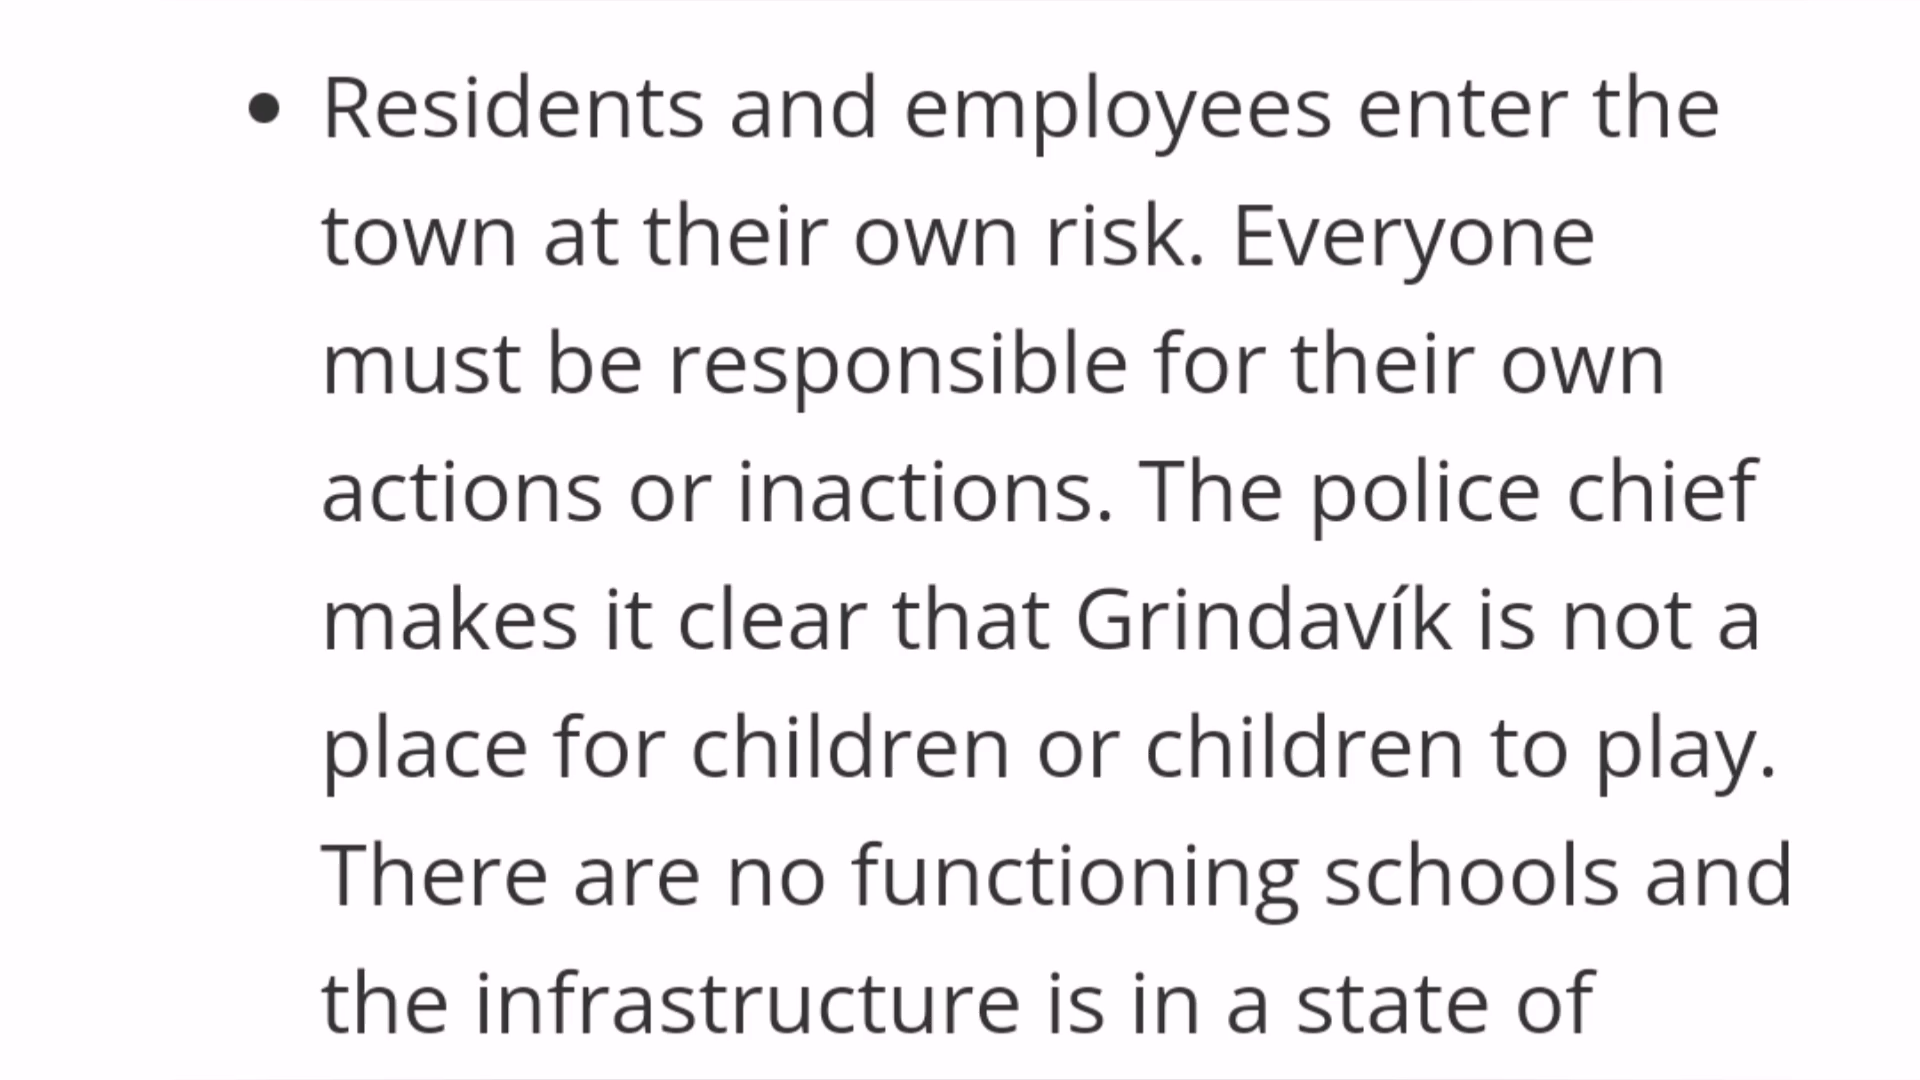 • Residents and employees enter the
town at their own risk. Everyone
must be responsible for their own
actions or inactions. The police chief
makes it clear that Grindavík is not a
place for children or children to play.
There are no functioning schools and
the infrastructure is in a state of